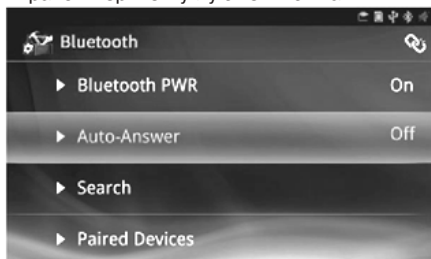 Bluetooth
Bluetooth PWR On
Auto-Answer Off
Search
Paired Devices